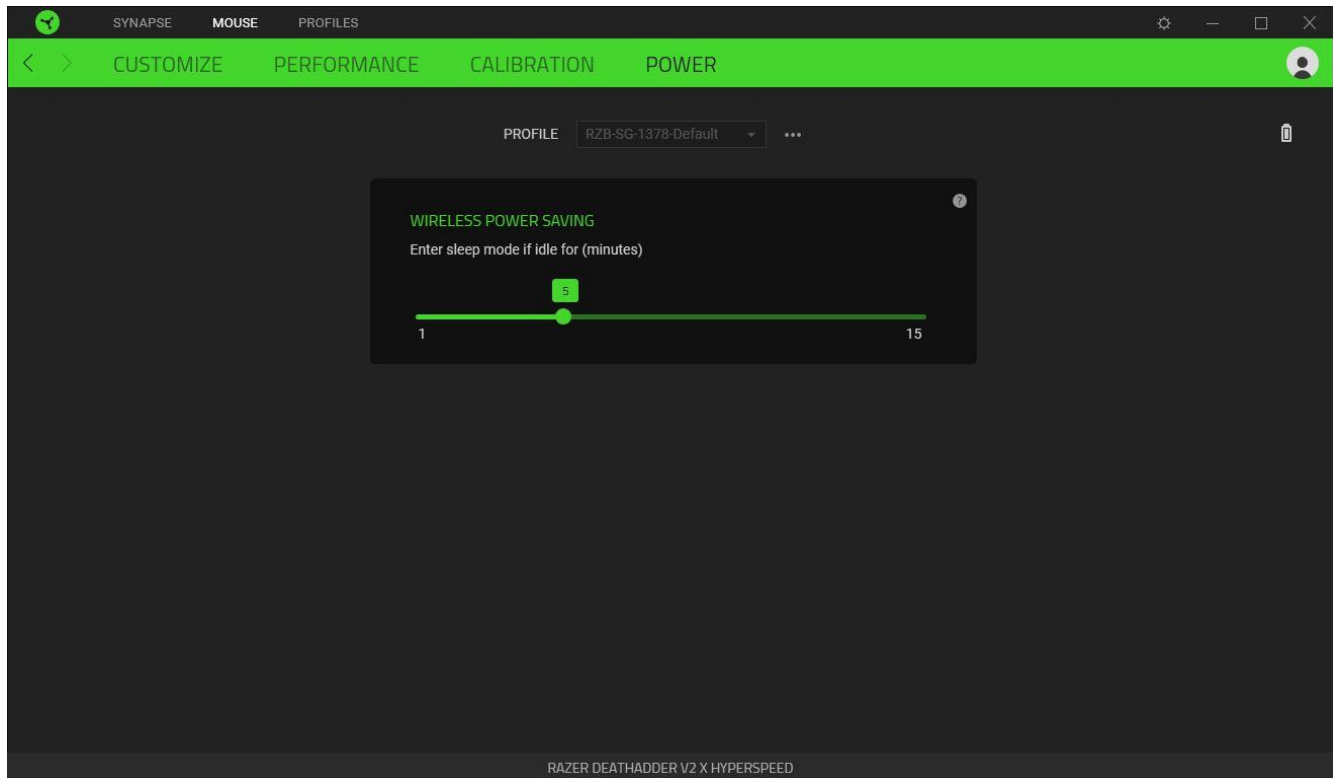 SYNAPSE MOUSE PROFILES
CUSTOMIZE PERFORMANCE CALIBRATION POWER
PROFILE RZB-SG-1378-Default
?
WIRELESS POWER SAVING
Enter sleep mode if idle for (minutes)
5
1 15
RAZER DEATHADDER V2 X HYPERSPEED